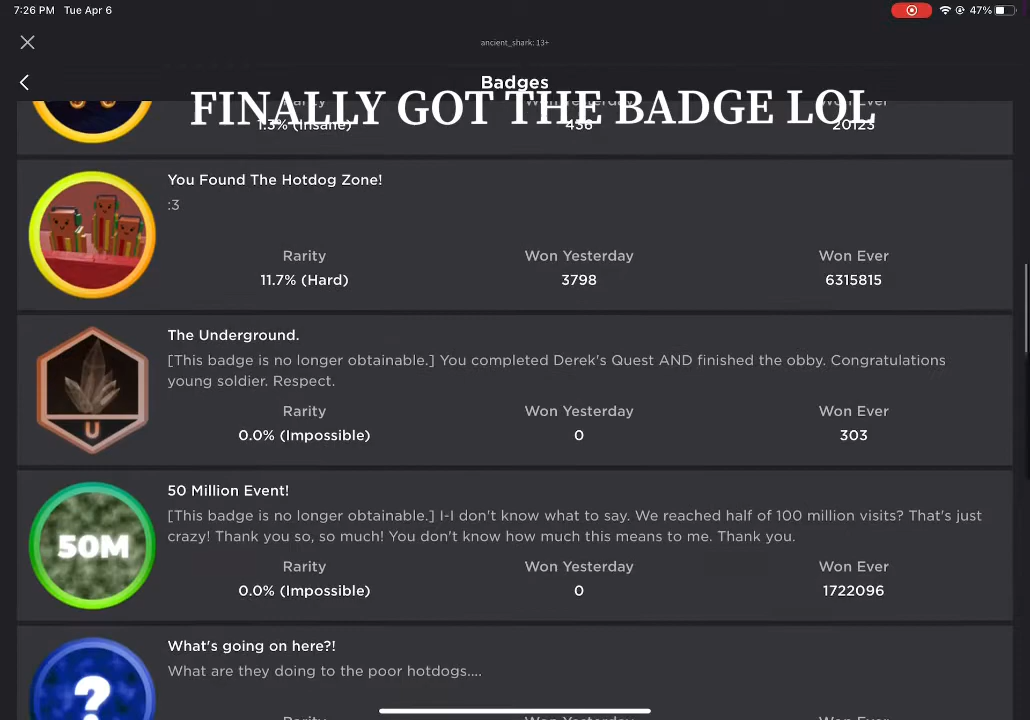 7:26 PM Tue Apr 6
47%
ancient_shark: 13+
Badges
FINALLY GOT THE BADGE LOL
1.3% (Insane) 436 20123
You Found The Hotdog Zone!
:3
Rarity Won Yesterday Won Ever
11.7% (Hard) 3798 6315815
The Underground.
[This badge is no longer obtainable.] You completed Derek's Quest AND finished the obby. Congratulations
young soldier. Respect.
Rarity Won Yesterday Won Ever
0.0% (Impossible) 0 303
U
50 Million Event!
[This badge is no longer obtainable.] I-I don't know what to say. We reached half of 100 million visits? That's just
crazy! Thank you so, so much! You don't know how much this means to me. Thank you.
50M
Rarity Won Yesterday Won Ever
0.0% (Impossible) 0 1722096
What's going on here?!
What are they doing to the poor hotdogs....
?
Rarity Won Yesterday Won Ever